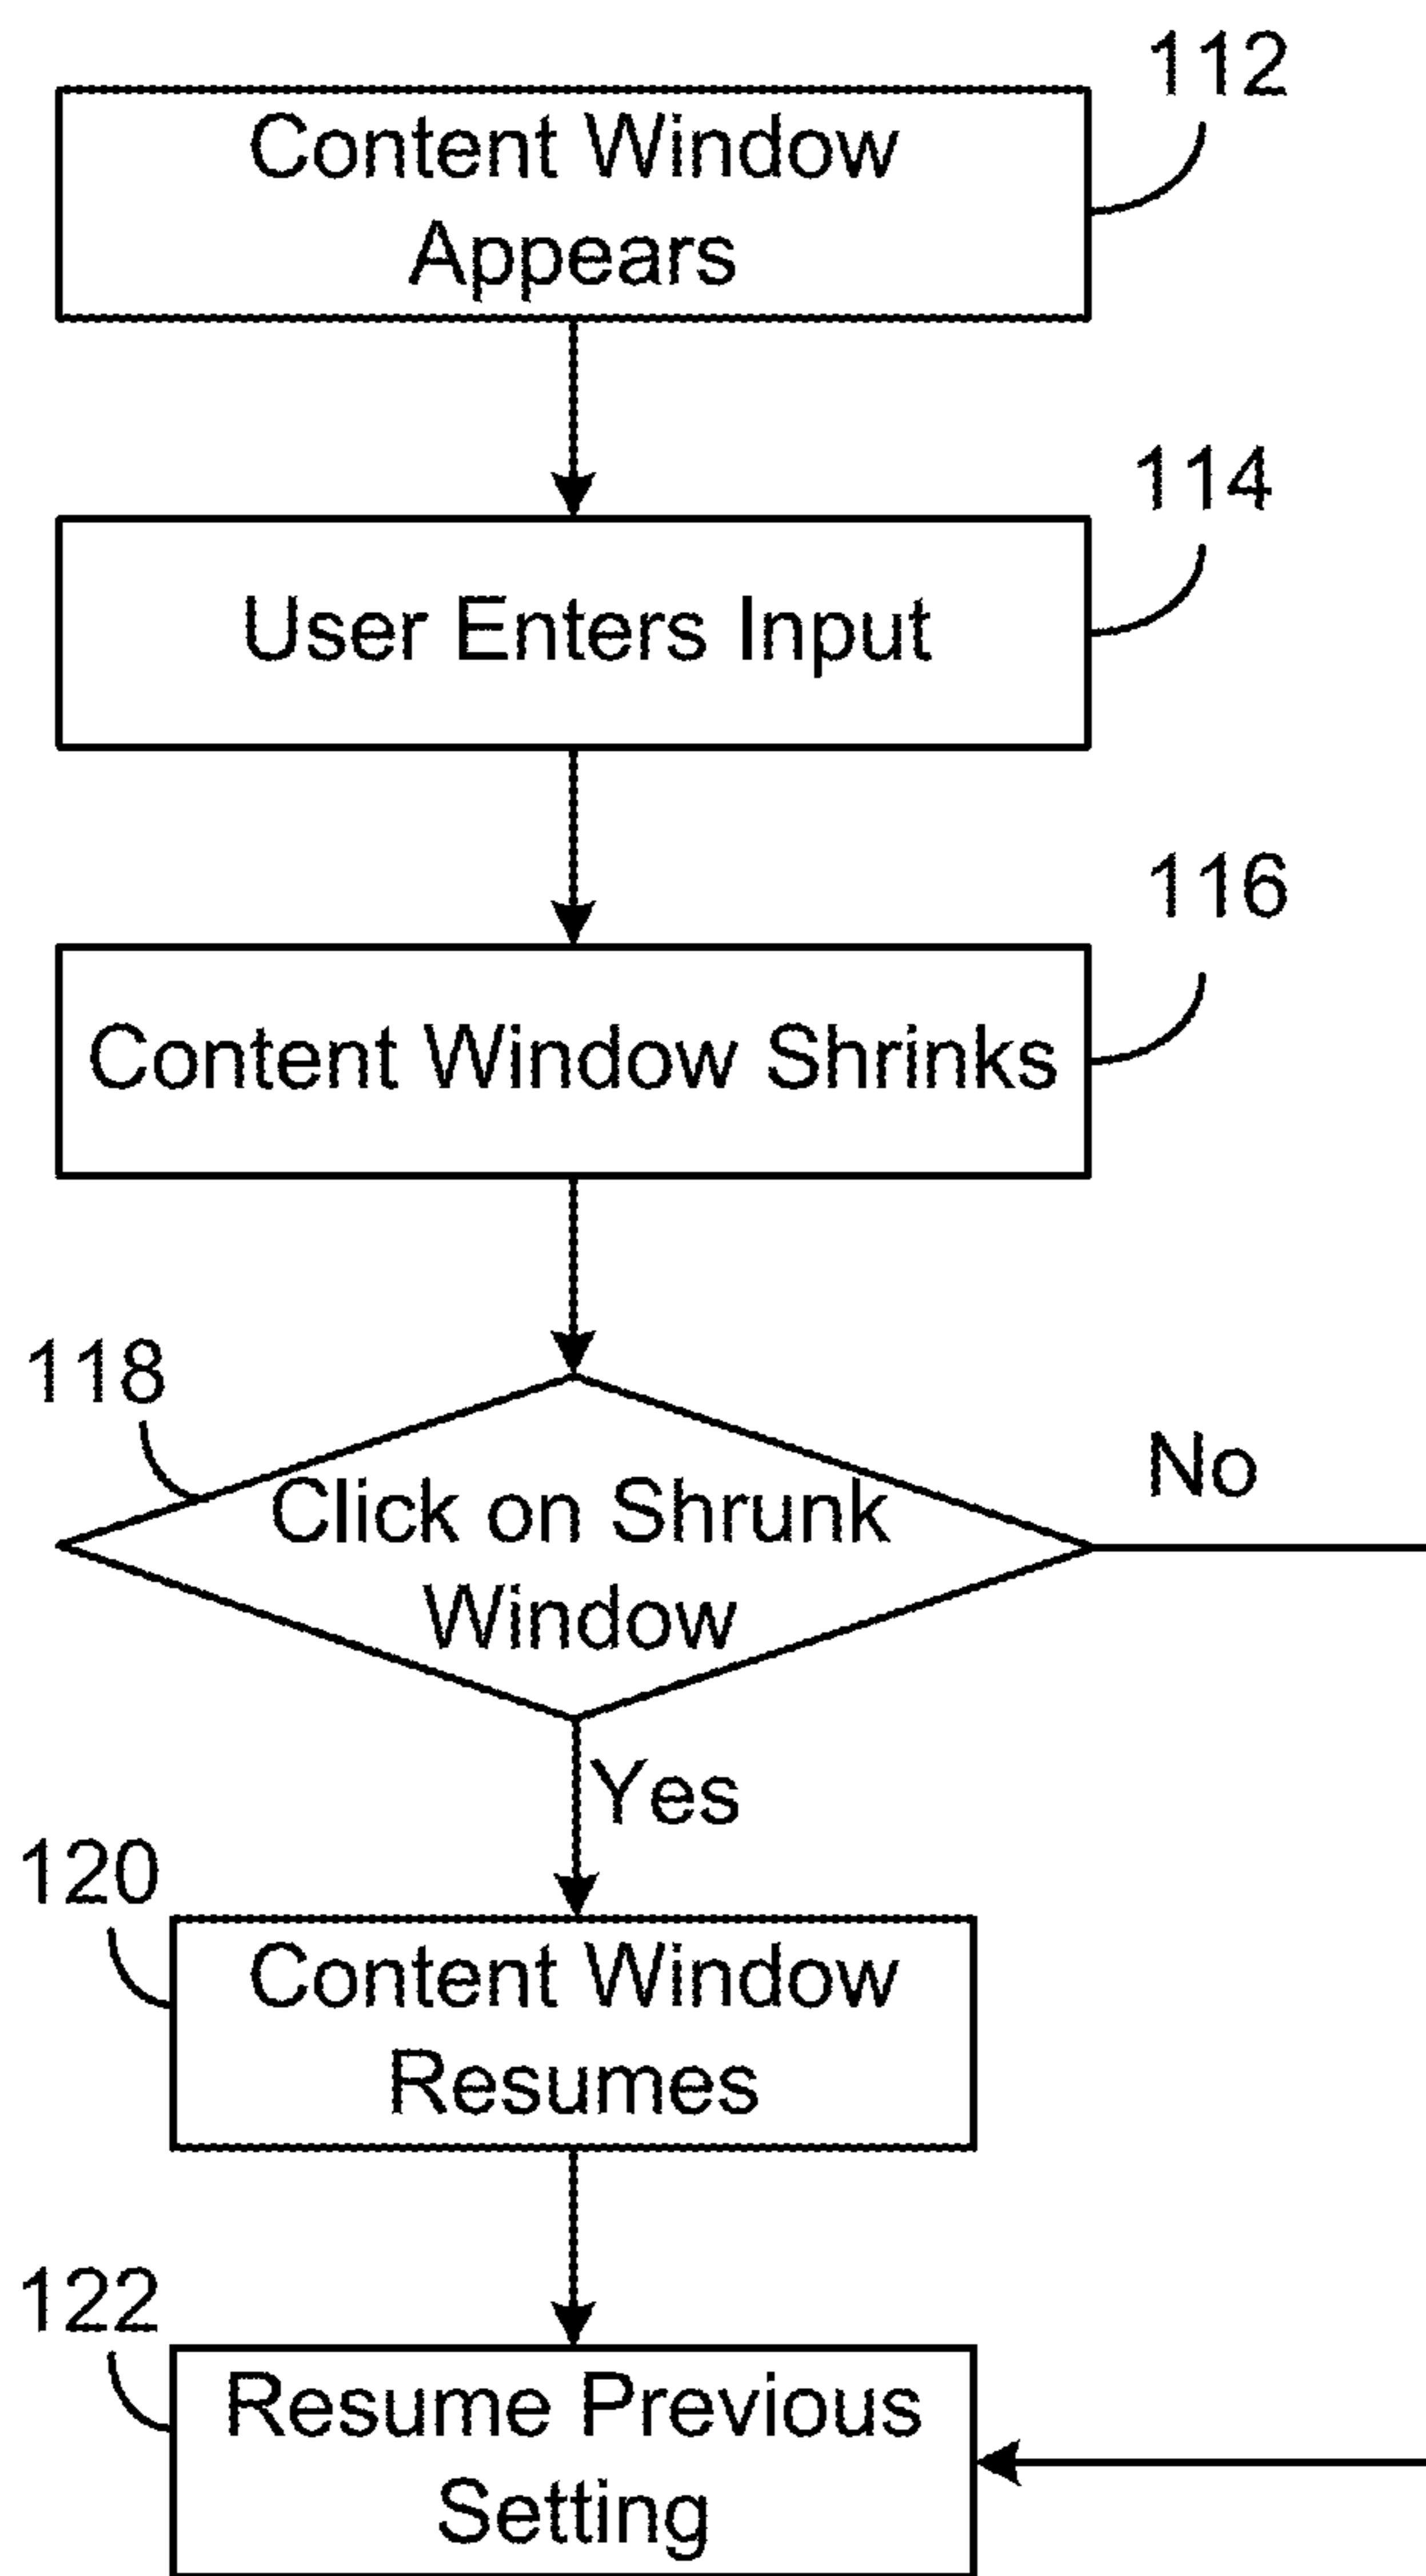 112
Content Window
Appears
114
User Enters Input
116
Content Window Shrinks
118
Click on Shrunk
Window
No
Yes
120
Content Window
Resumes
122
Resume Previous
Setting